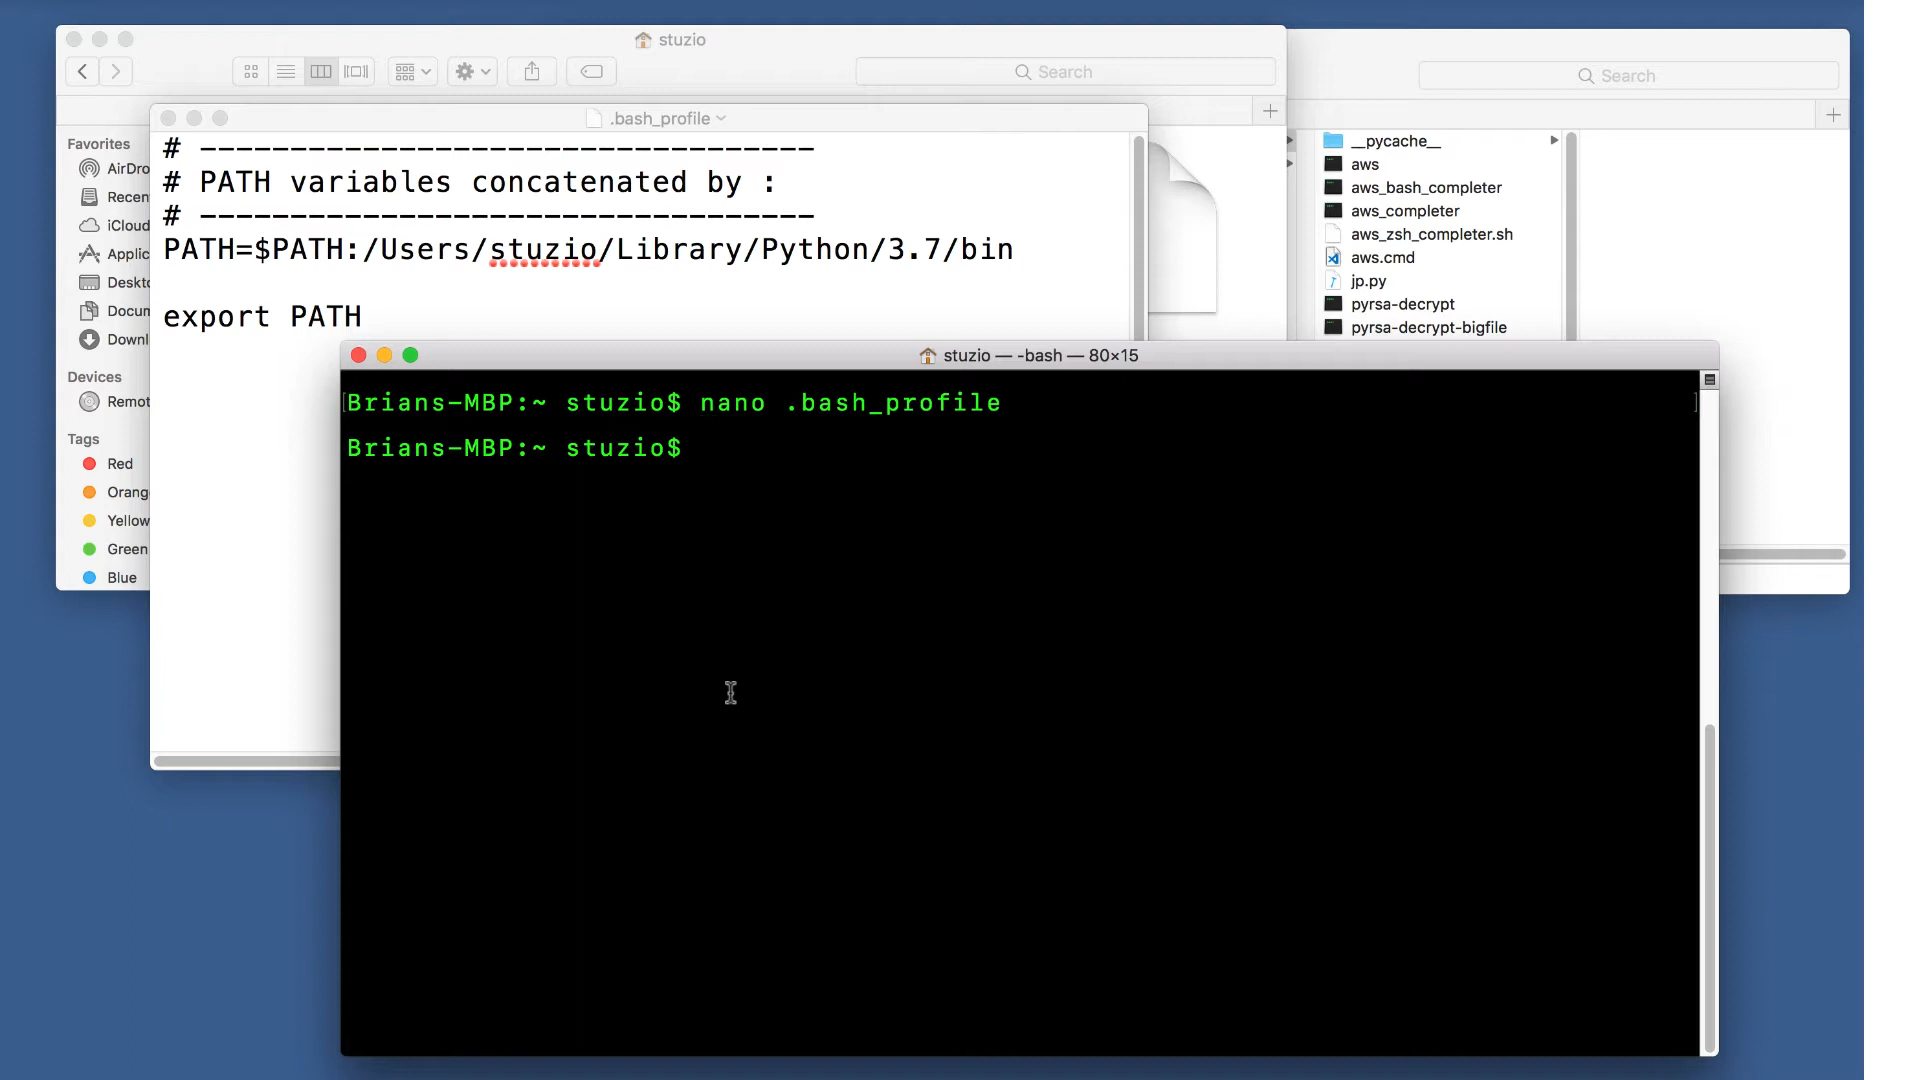 stuzio
Search
Search
.bash_profile
Favorites
AirDro
Recen
iCloud
Applic
Deskto
Docum
Downl
Devices
Remot
Tags
Red
Orang
Yellow
Green
Blue
# ----------------------------------
# PATH variables concatenated by :
# ----------------------------------
PATH=$PATH:/Users/stuzio/Library/Python/3.7/bin
export PATH
__pycache__
aws
aws_bash_completer
aws_completer
aws_zsh_completer.sh
aws.cmd
jp.py
pyrsa-decrypt
pyrsa-decrypt-bigfile
stuzio — -bash — 80×15
Brians-MBP:~ stuzio$ nano .bash_profile
Brians-MBP:~ stuzio$